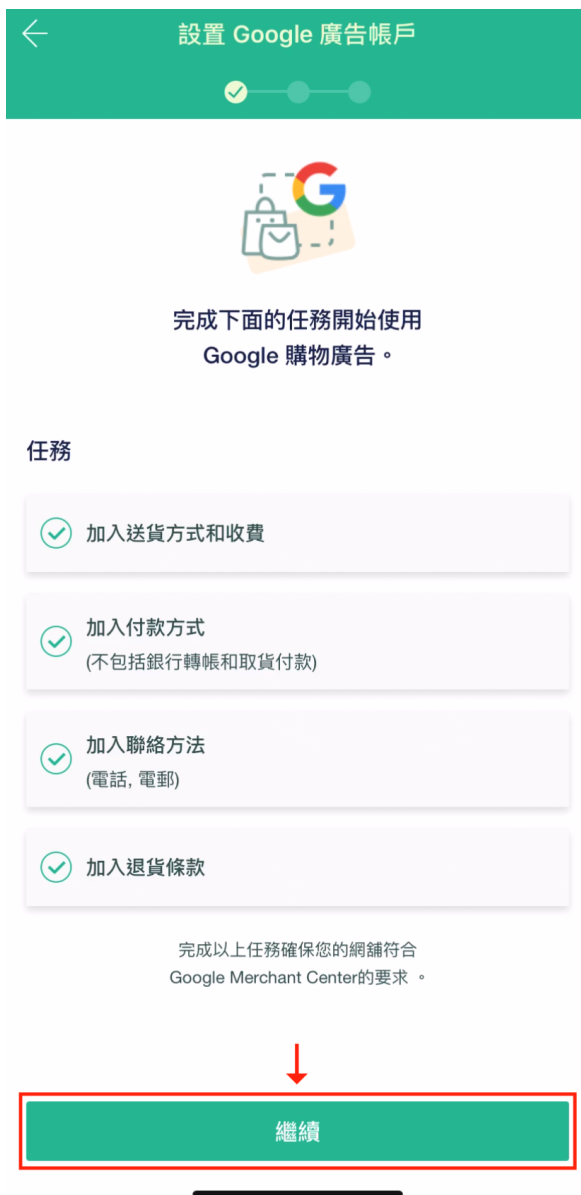 設置 Google 廣告帳戶
完成下面的任務開始使用
Google 購物廣告。
任務
加入送貨方式和收費
加入付款方式
(不包括銀行轉帳和取貨付款)
加入聯絡方法
(電話, 電郵)
加入退貨條款
完成以上任務確保您的網舖符合
Google Merchant Center的要求 。
繼續